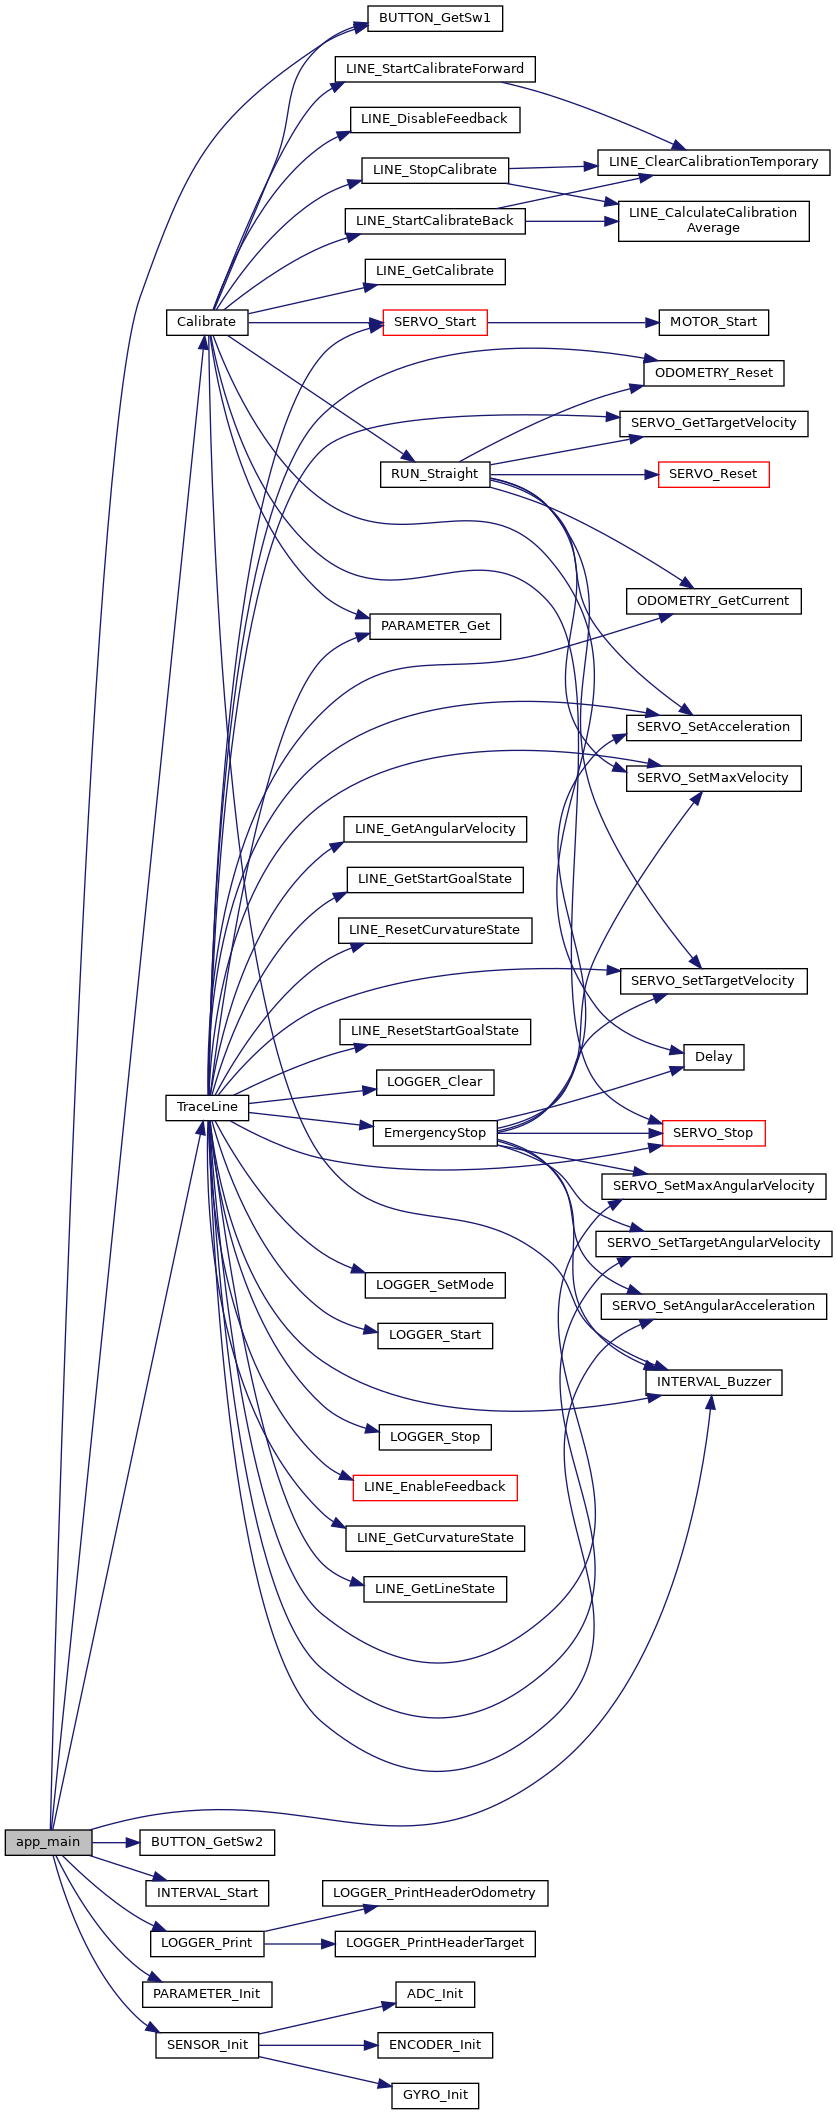 BUTTON_GetSw1
LINE_StartCalibrateForward
LINE_DisableFeedback
LINE_ClearCalibrationTemporary
LINE_StopCalibrate
LINE_CalculateCalibration
Average
LINE_StartCalibrateBack
LINE_GetCalibrate
Calibrate
SERVO_Start
MOTOR_Start
ODOMETRY_Reset
SERVO_GetTargetVelocity
RUN_Straight
SERVO_Reset
ODOMETRY_GetCurrent
PARAMETER_Get
SERVO_SetAcceleration
SERVO_SetMaxVelocity
LINE_GetAngularVelocity
LINE_GetStartGoalState
LINE_ResetCurvatureState
SERVO_SetTargetVelocity
LINE_ResetStartGoalState
Delay
LOGGER_Clear
TraceLine
EmergencyStop
SERVO_Stop
SERVO_SetMaxAngularVelocity
SERVO_SetTargetAngularVelocity
LOGGER_SetMode
SERVO_SetAngularAcceleration
LOGGER_Start
INTERVAL_Buzzer
LOGGER_Stop
LINE_EnableFeedback
LINE_GetCurvatureState
LINE_GetLineState
app_main
BUTTON_GetSw2
INTERVAL_Start
LOGGER_PrintHeaderOdometry
LOGGER_Print
LOGGER_PrintHeaderTarget
PARAMETER_Init
ADC_Init
SENSOR_Init
ENCODER_Init
GYRO_Init